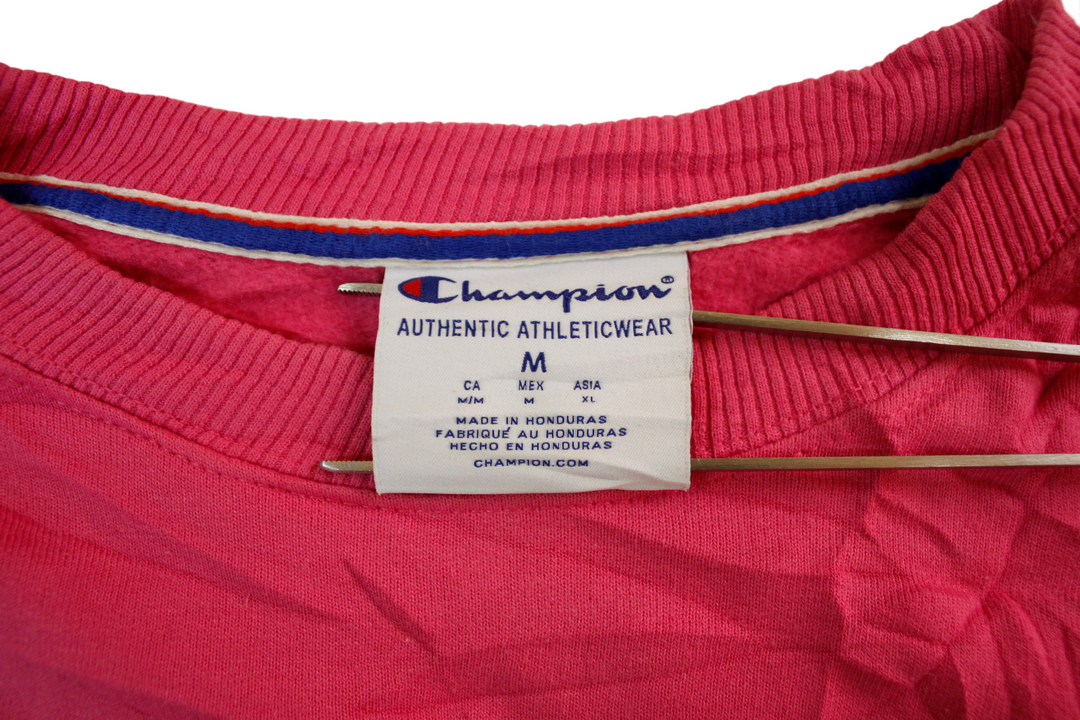 Champion
AUTHENTIC ATHLETICWEAR
M
CA MEX ASIA
M/M M XL
MADE IN HONDURAS
FABRIQUÉ AU HONDURAS
HECHO EN HONDURAS
CHAMPION.COM